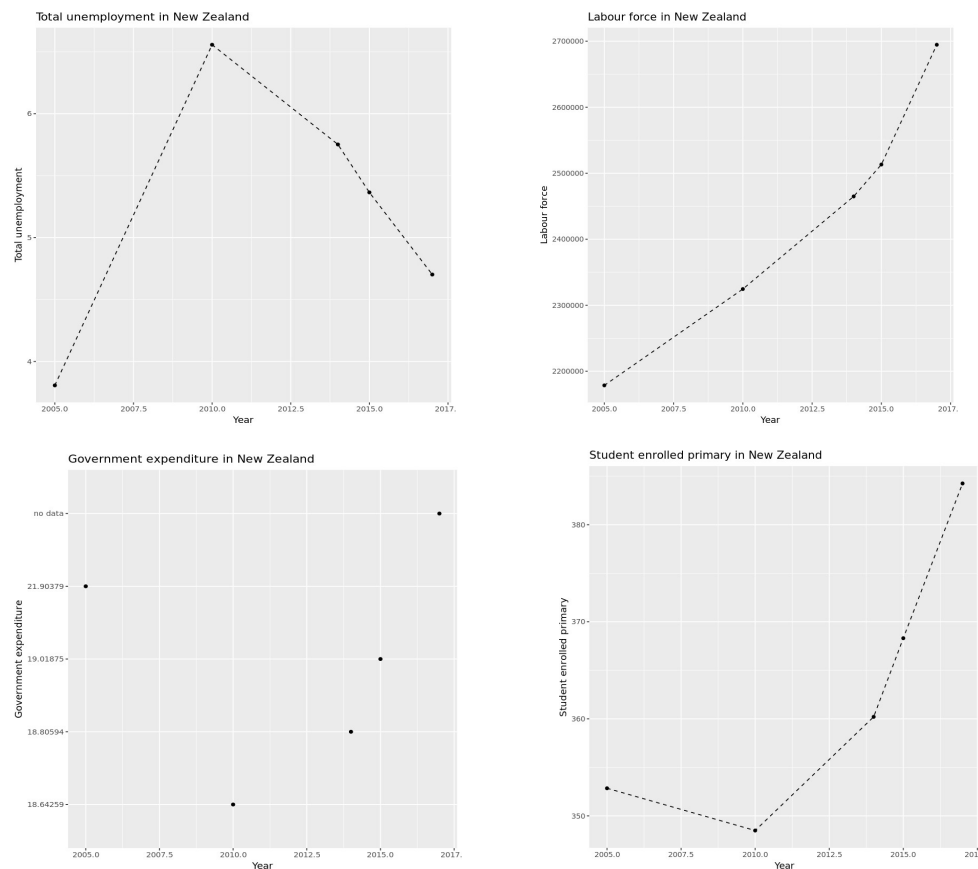 Total unemployment in New Zealand
6
5
4
Total unemployment
2005.0 2007.5 2010.0 2012.5 2015.0 2017.
Year
Labour force in New Zealand
2700000
2600000
2500000
2400000
2300000
2200000
Labour force
2005.0 2007.5 2010.0 2012.5 2015.0 2017.
Year
Government expenditure in New Zealand
no data
21.90379
19.01875
18.80594
18.64259
Government expenditure
2005.0 2007.5 2010.0 2012.5 2015.0 2017.
Year
Student enrolled primary in New Zealand
380
370
360
350
Student enrolled primary
2005.0 2007.5 2010.0 2012.5 2015.0 201
Year